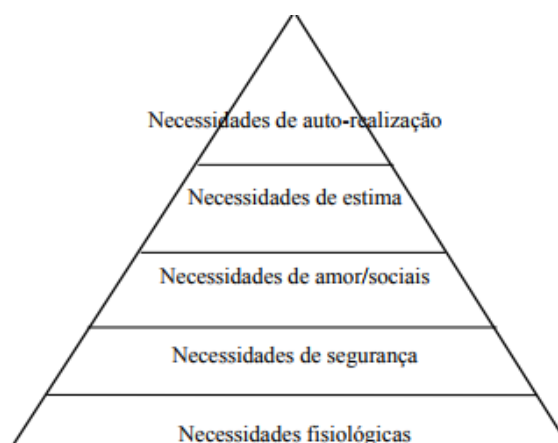 Necessidades de auto-realização
Necessidades de estima
Necessidades de amor/sociais
Necessidades de segurança
Necessidades fisiológicas